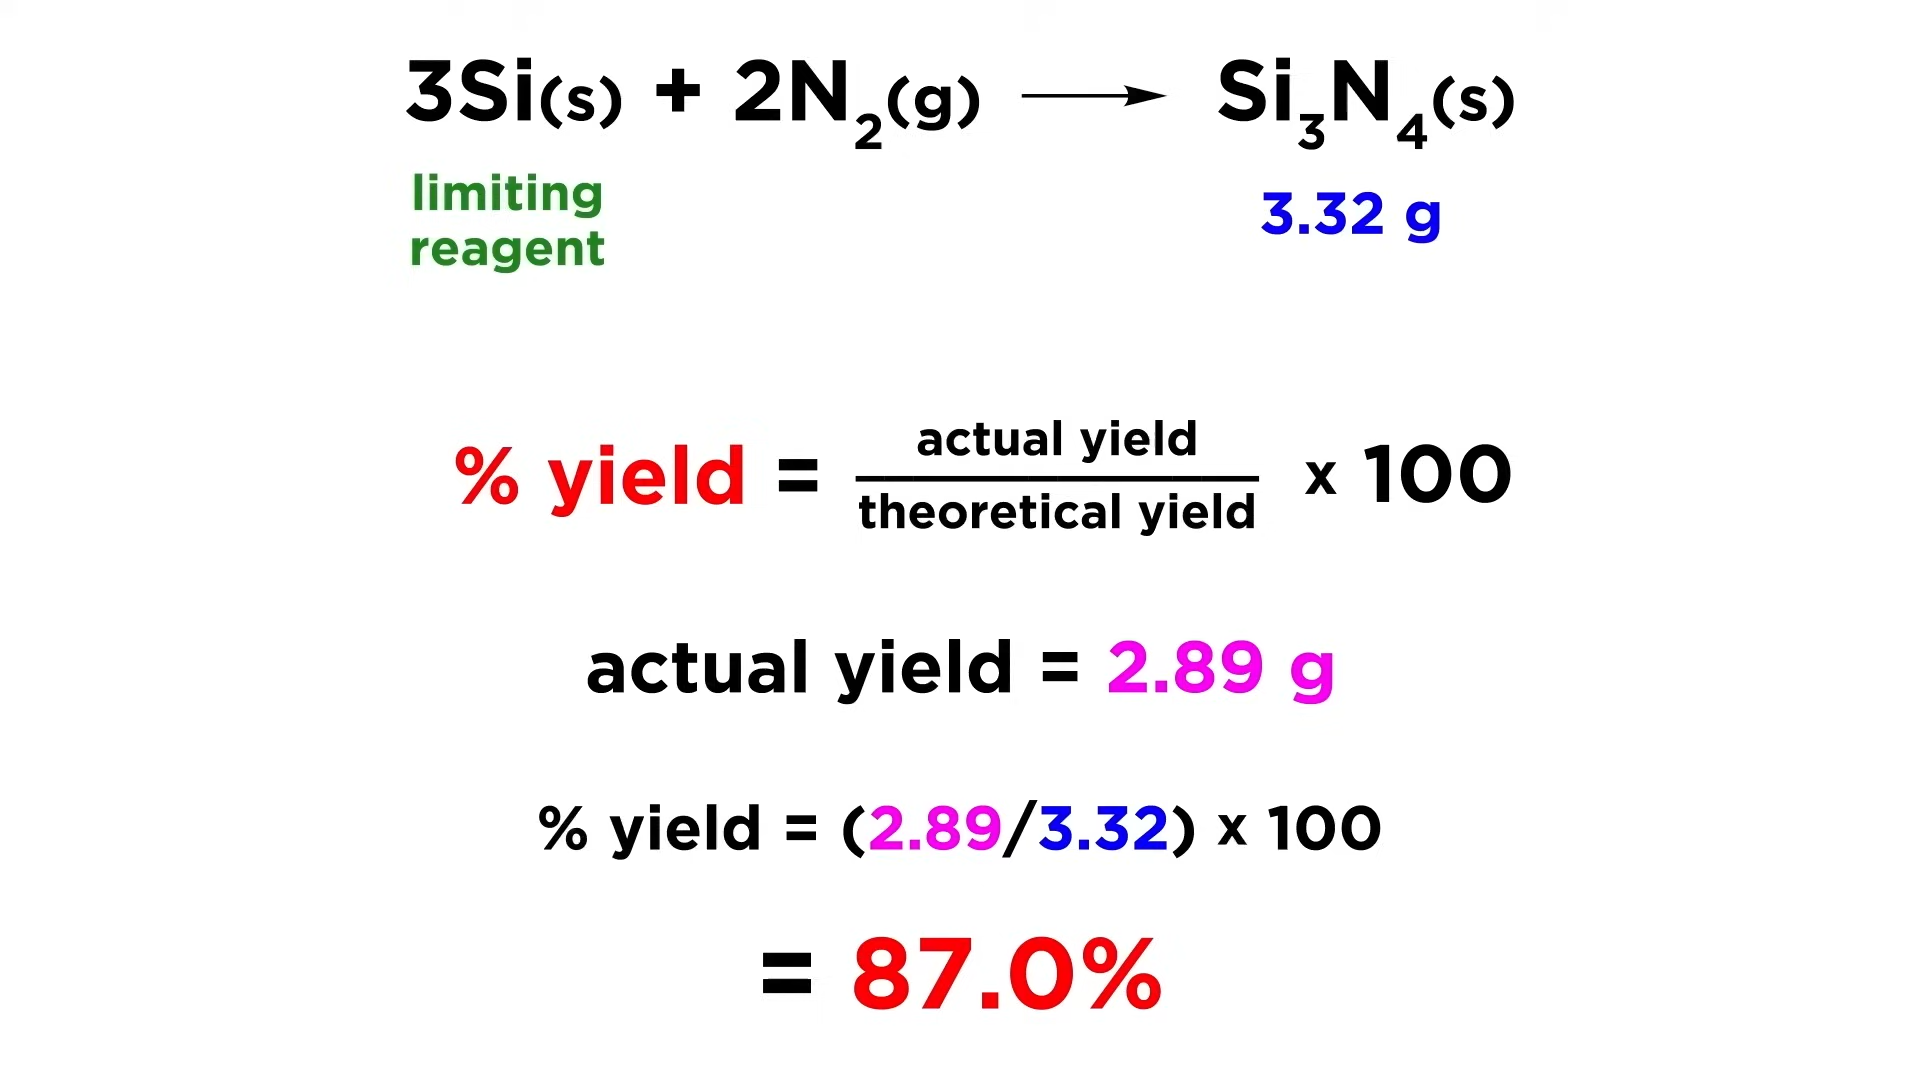 3Si(s) + 2N₂(g) ⟶ Si₃N₄(s)
limiting
reagent
3.32 g
% yield = actual yield / theoretical yield x 100
actual yield = 2.89 g
% yield = (2.89/3.32) x 100
= 87.0%